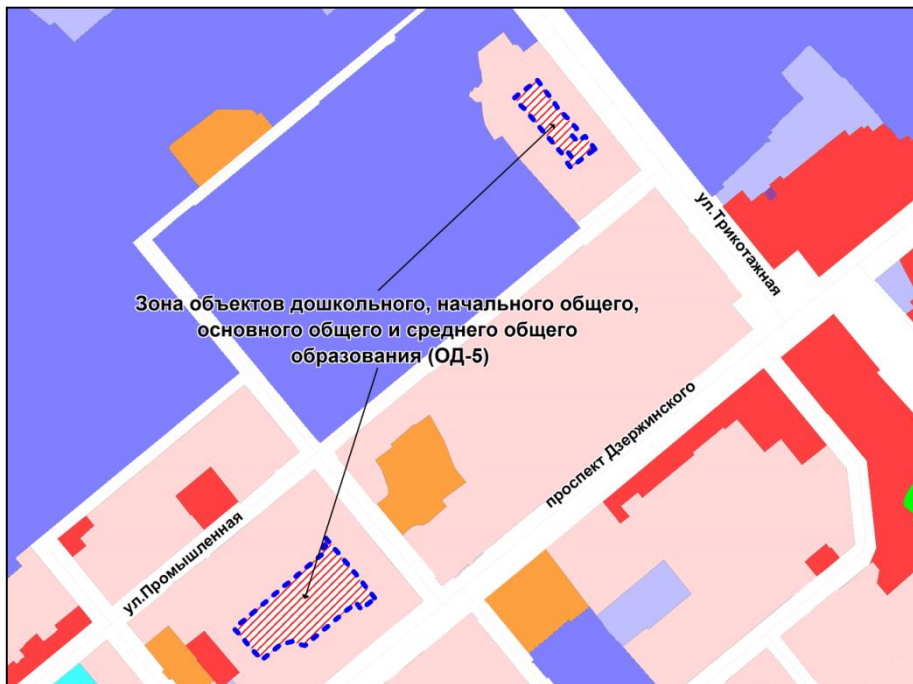 ул.Трикотажная
Зона объектов дошкольного, начального общего,
основного общего и среднего общего
образования (ОД-5)
проспект Дзержинского
ул.Промышленная